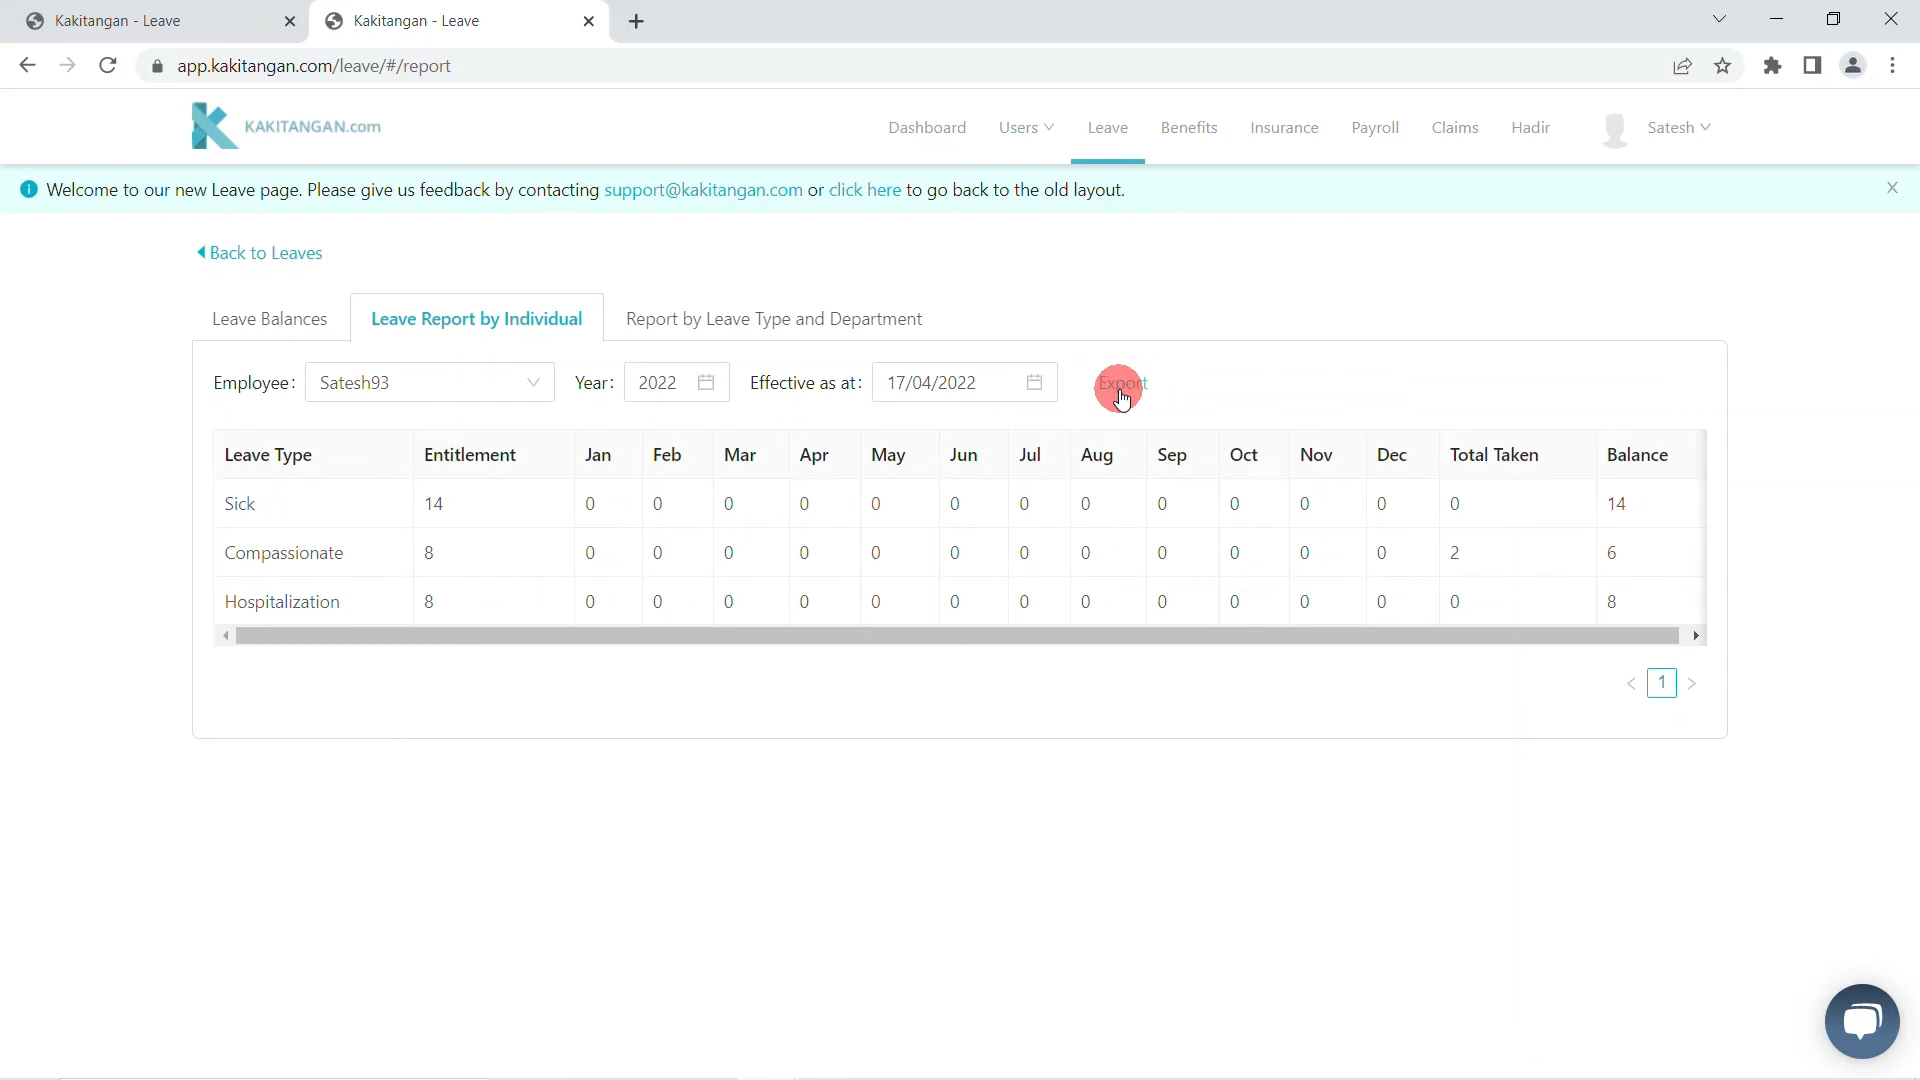 Kakitangan - Leave
Kakitangan - Leave
app.kakitangan.com/leave/#/report
K KAKITANGAN.com
Dashboard Users Leave Benefits Insurance Payroll Claims Hadir Satesh
Welcome to our new Leave page. Please give us feedback by contacting support@kakitangan.com or click here to go back to the old layout.
Back to Leaves
Leave Balances Leave Report by Individual Report by Leave Type and Department
Employee: Satesh93 Year: 2022 Effective as at: 17/04/2022 Export
Leave Type Entitlement Jan Feb Mar Apr May Jun Jul Aug Sep Oct Nov Dec Total Taken Balance
Sick 14 0 0 0 0 0 0 0 0 0 0 0 0 0 14
Compassionate 8 0 0 0 0 0 0 0 0 0 0 0 0 2 6
Hospitalization 8 0 0 0 0 0 0 0 0 0 0 0 0 0 8
1